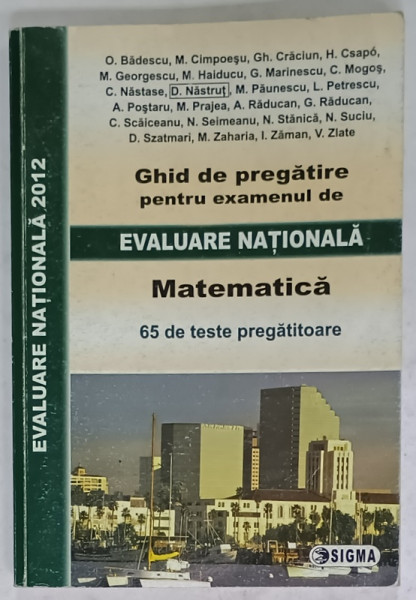 O. Bădescu, M. Cimpoeşu, Gh. Crăciun, H. Csapó,
M. Georgescu, M. Haiducu, G. Marinescu, C. Mogoş,
C. Năstase, D. Năstruţ, M. Păunescu, L. Petrescu,
A. Poştaru, M. Prajea, A. Răducan, G. Răducan,
C. Scăiceanu, N. Seimeanu, N. Stănică, N. Suciu,
D. Szatmari, M. Zaharia, I. Zăman, V. Zlate
Ghid de pregătire
pentru examenul de
EVALUARE NAŢIONALĂ
Matematică
65 de teste pregătitoare
EVALUARE NAŢIONALĂ 2012
SIGMA